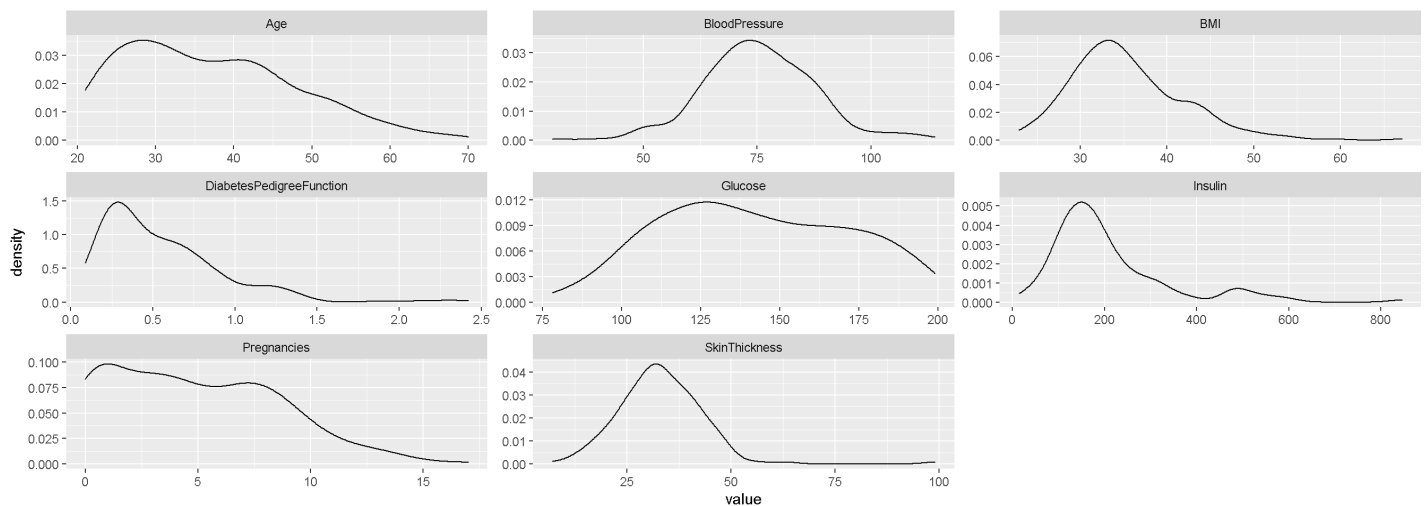 Age
BloodPressure
BMI
0.03
0.02
0.01
0.00
20 30 40 50 60 70
0.03
0.02
0.01
0.00
50 75 100
0.06
0.04
0.02
0.00
30 40 50 60
DiabetesPedigreeFunction
Glucose
Insulin
density
1.5
1.0
0.5
0.0
0.0 0.5 1.0 1.5 2.0 2.5
0.012
0.009
0.006
0.003
0.000
75 100 125 150 175 200
0.005
0.004
0.003
0.002
0.001
0.000
0 200 400 600 800
Pregnancies
SkinThickness
0.100
0.075
0.050
0.025
0.000
0 5 10 15
0.04
0.03
0.02
0.01
0.00
25 50 75 100
value